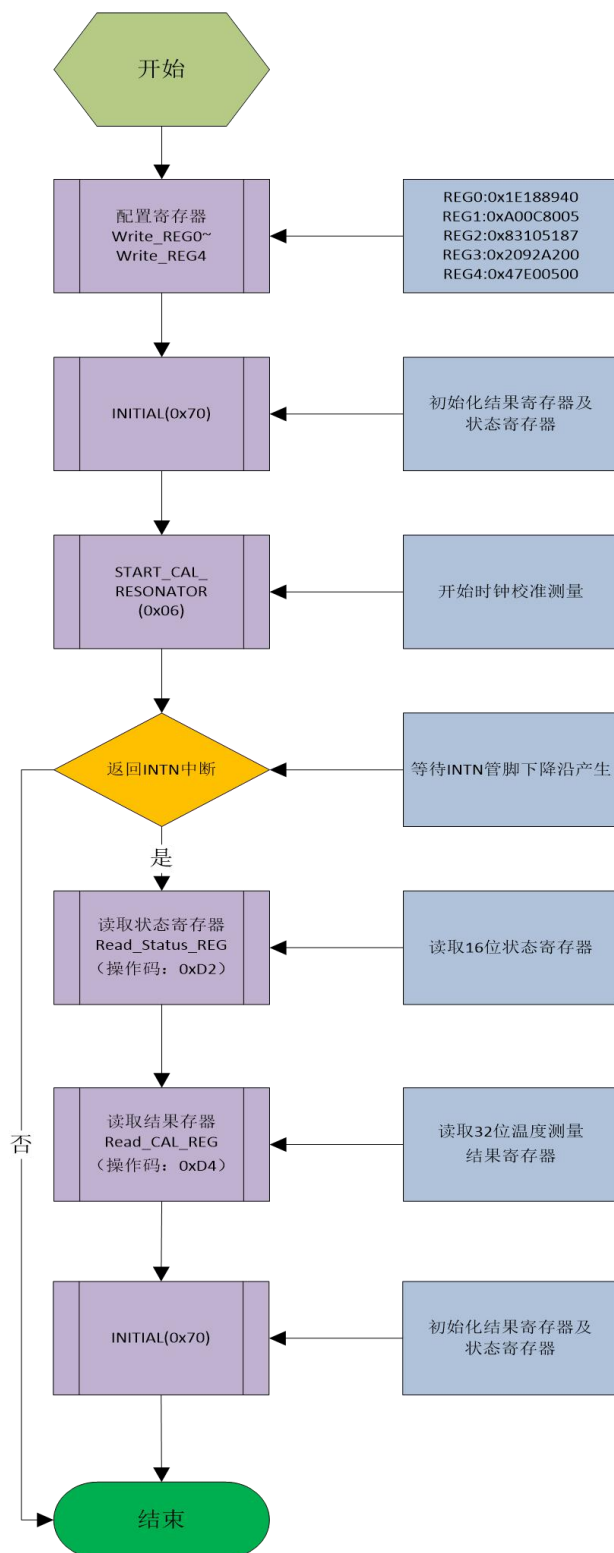 开始
配置寄存器
Write_REG0~
Write_REG4
REG0:0x1E188940
REG1:0xA00C8005
REG2:0x83105187
REG3:0x2092A200
REG4:0x47E00500
INITIAL(0x70)
初始化结果寄存器及
状态寄存器
START_CAL_
RESONATOR
(0x06)
开始时钟校准测量
返回INTN中断
等待INTN管脚下降沿产生
是
读取状态寄存器
Read_Status_REG
（操作码：0xD2）
读取16位状态寄存器
否
读取结果存器
Read_CAL_REG
（操作码：0xD4）
读取32位温度测量
结果寄存器
INITIAL(0x70)
初始化结果寄存器及
状态寄存器
结束